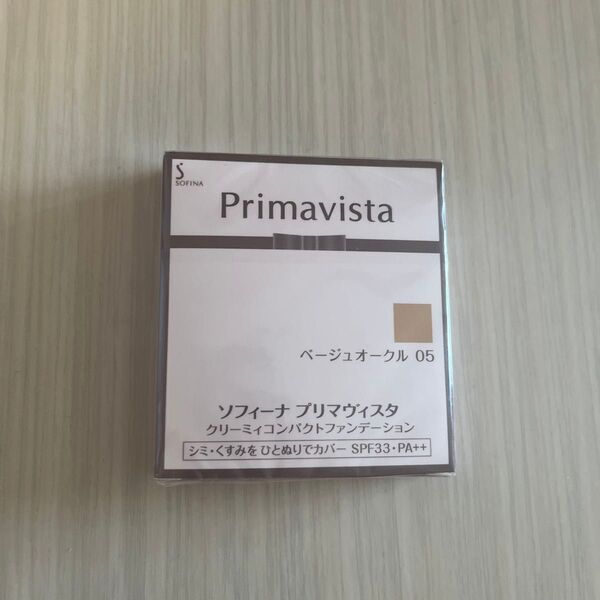 SOFINA
Primavista
ベージュオークル 05
ソフィーナ プリマヴィスタ
クリーミィコンパクトファンデーション
シミ・くすみを ひとぬりでカバー SPF33・PA++